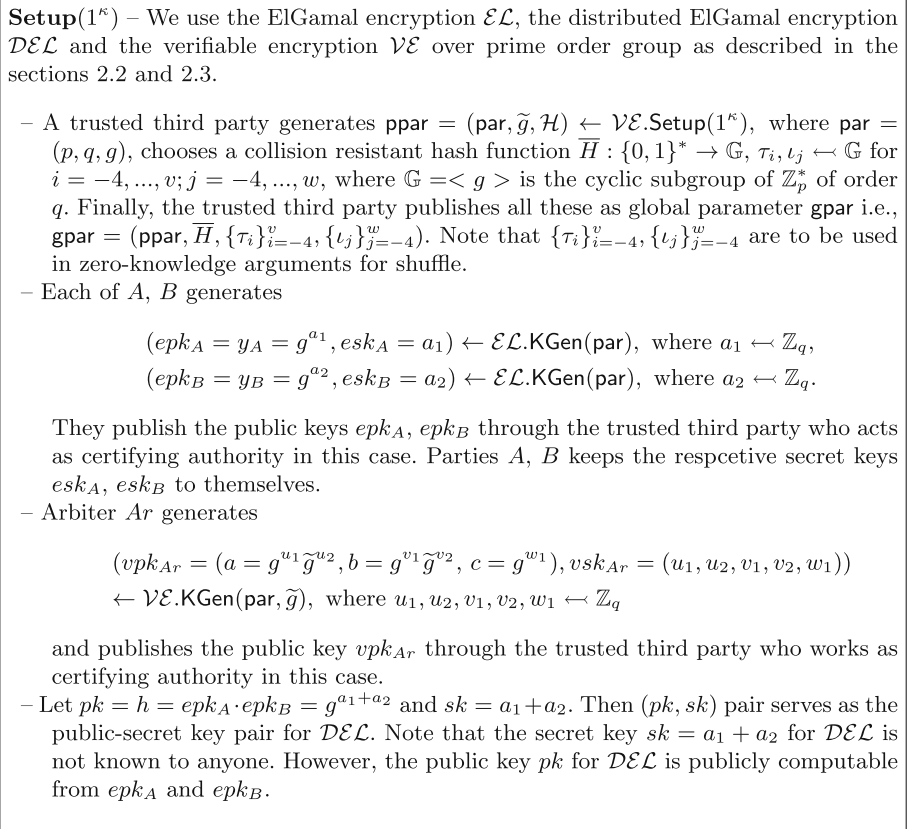 Setup(1^κ) – We use the ElGamal encryption 𝓔𝓛, the distributed ElGamal encryption
𝓓𝓔𝓛 and the verifiable encryption 𝓥𝓔 over prime order group as described in the
sections 2.2 and 2.3.
– A trusted third party generates ppar = (par, g̃, 𝓗) ← 𝓥𝓔.Setup(1^κ), where par =
(p, q, g), chooses a collision resistant hash function H̅ : {0, 1}* → 𝔾, τ_i, ι_j ↢ 𝔾 for
i = −4, ..., v; j = −4, ..., w, where 𝔾 =< g > is the cyclic subgroup of ℤ_p^* of order
q. Finally, the trusted third party publishes all these as global parameter gpar i.e.,
gpar = (ppar, H̅, {τ_i}_{i=−4}^v, {ι_j}_{j=−4}^w). Note that {τ_i}_{i=−4}^v, {ι_j}_{j=−4}^w are to be used
in zero-knowledge arguments for shuffle.
– Each of A, B generates
(epk_A = y_A = g^{a_1}, esk_A = a_1) ← 𝓔𝓛.KGen(par), where a_1 ↢ ℤ_q,
(epk_B = y_B = g^{a_2}, esk_B = a_2) ← 𝓔𝓛.KGen(par), where a_2 ↢ ℤ_q.
They publish the public keys epk_A, epk_B through the trusted third party who acts
as certifying authority in this case. Parties A, B keeps the respcetive secret keys
esk_A, esk_B to themselves.
– Arbiter Ar generates
(vpk_{Ar} = (a = g^{u_1} g̃^{u_2}, b = g^{v_1} g̃^{v_2}, c = g^{w_1}), vsk_{Ar} = (u_1, u_2, v_1, v_2, w_1))
← 𝓥𝓔.KGen(par, g̃), where u_1, u_2, v_1, v_2, w_1 ↢ ℤ_q
and publishes the public key vpk_{Ar} through the trusted third party who works as
certifying authority in this case.
– Let pk = h = epk_A · epk_B = g^{a_1+a_2} and sk = a_1 + a_2. Then (pk, sk) pair serves as the
public-secret key pair for 𝓓𝓔𝓛. Note that the secret key sk = a_1 + a_2 for 𝓓𝓔𝓛 is
not known to anyone. However, the public key pk for 𝓓𝓔𝓛 is publicly computable
from epk_A and epk_B.